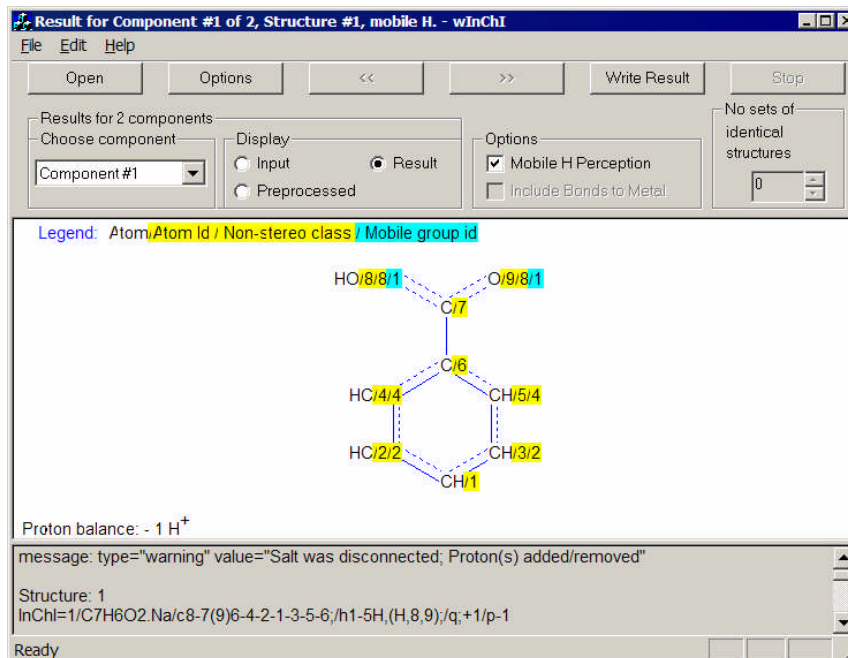 Result for Component #1 of 2, Structure #1, mobile H. - wInChI
File Edit Help
Open Options << >> Write Result Stop
Results for 2 components
Choose component
Component #1
Display
Input
Result
Preprocessed
Options
Mobile H Perception
Include Bonds to Metal
No sets of
identical
structures
0
Legend: Atom/Atom Id / Non-stereo class / Mobile group id
HO/8/8/1 O/9/8/1
C/7
C/6
HC/4/4 CH/5/4
HC/2/2 CH/3/2
CH/1
Proton balance: - 1 H+
message: type="warning" value="Salt was disconnected; Proton(s) added/removed"
Structure: 1
InChI=1/C7H6O2.Na/c8-7(9)6-4-2-1-3-5-6;/h1-5H,(H,8,9);/q;+1/p-1
Ready